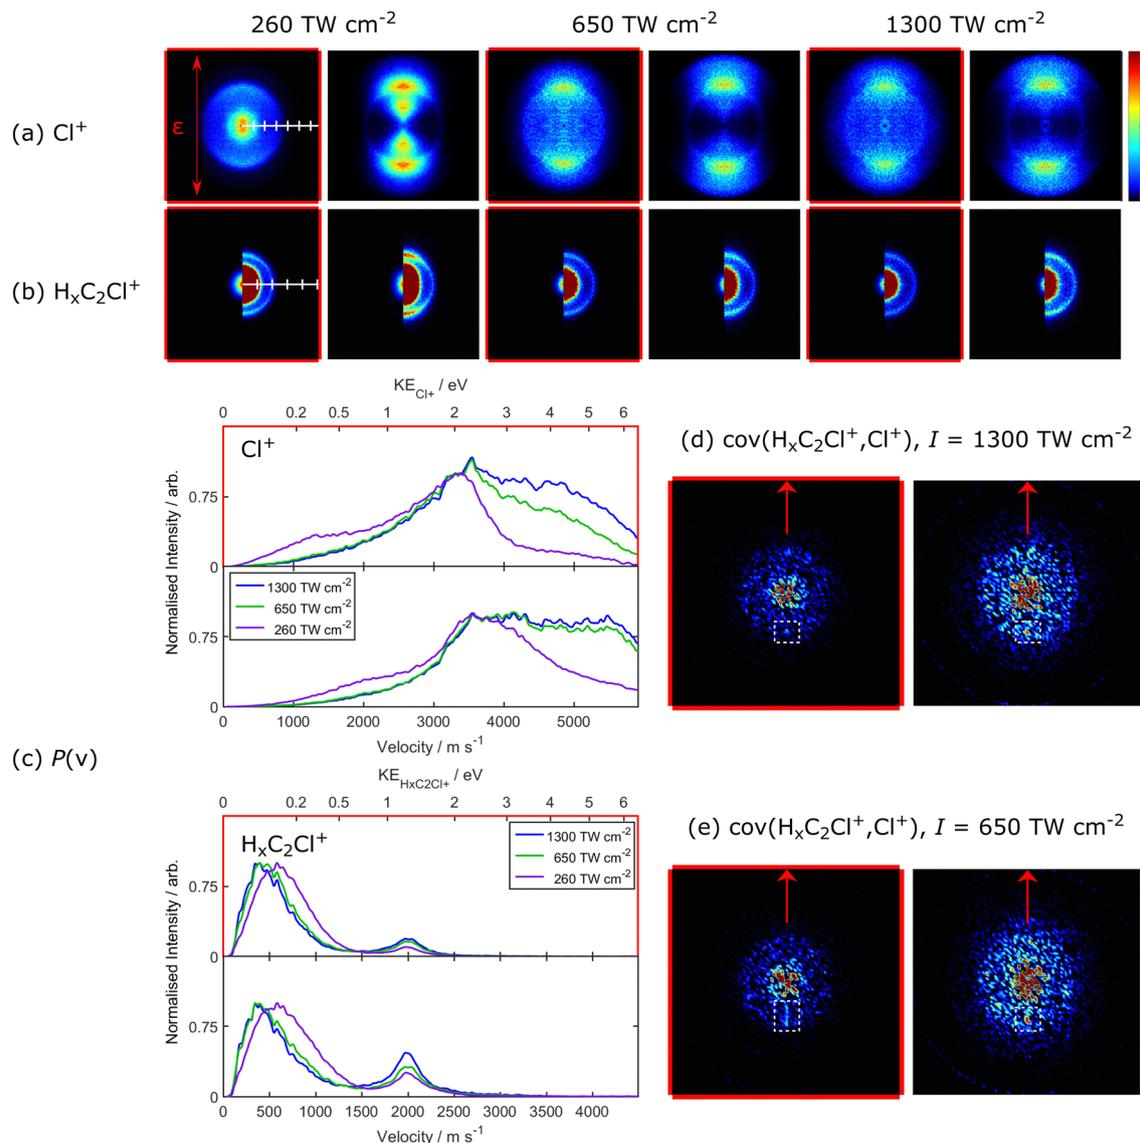 260 TW cm⁻² 650 TW cm⁻² 1300 TW cm⁻²
(a) Cl⁺
ε
(b) HₓC₂Cl⁺
KE_Cl+ / eV
0 0.2 0.5 1 2 3 4 5 6
Cl⁺
0.75
0
1300 TW cm⁻²
650 TW cm⁻²
260 TW cm⁻²
0.75
0
Normalised Intensity / arb.
0 1000 2000 3000 4000 5000
Velocity / m s⁻¹
(d) cov(HₓC₂Cl⁺,Cl⁺), I = 1300 TW cm⁻²
(c) P(v)
KE_HxC2Cl+ / eV
0 0.2 0.5 1 2 3 4 5 6
HₓC₂Cl⁺
1300 TW cm⁻²
650 TW cm⁻²
260 TW cm⁻²
0.75
0
0.75
0
Normalised Intensity / arb.
0 500 1000 1500 2000 2500 3000 3500 4000
Velocity / m s⁻¹
(e) cov(HₓC₂Cl⁺,Cl⁺), I = 650 TW cm⁻²